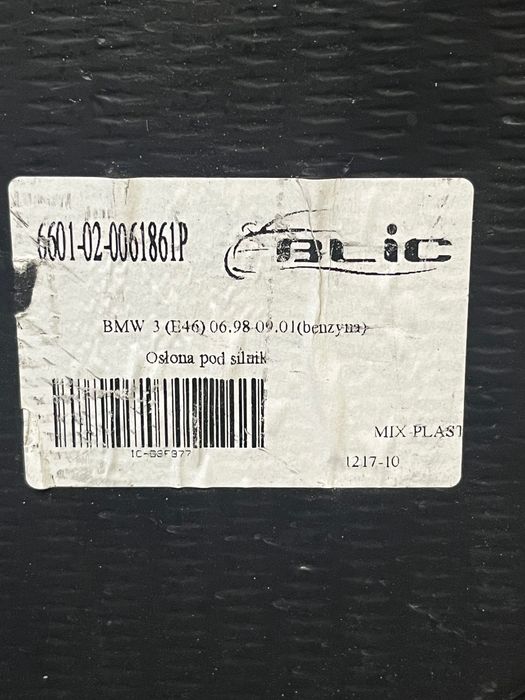 6601-02-0061861P
BLIC
BMW 3 (E46) 06.98-09.01(benzyna)
Osłona pod silnik
1C-D3F377
MIX-PLAST
1217-10